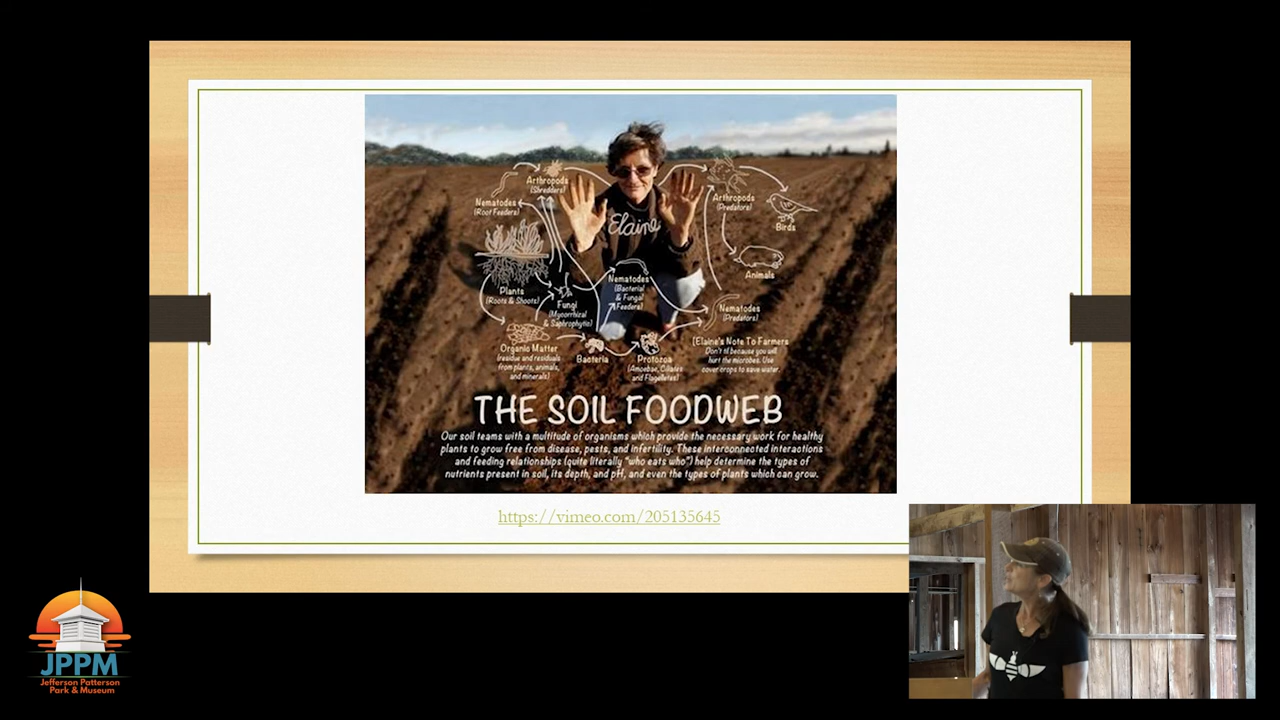 Arthropods
(Shredders)
Nematodes
(Root Feeders)
Elaine
Arthropods
(Predators)
Birds
Animals
Plants
(Roots & Shoots)
Fungi
(Mycorrhizal
& Saprophytic)
Nematodes
(Bacterial
& Fungal
Feeders)
Nematodes
(Predators)
Organic Matter
(residue and residuals
from plants, animals,
and minerals)
Bacteria
Protozoa
(Amoebae, Ciliates
and Flagellates)
(Elaine's Note To Farmers
Don't til because you will
hurt the microbes. Use
cover crops to save water.
THE SOIL FOODWEB
Our soil teams with a multitude of organisms which provide the necessary work for healthy
plants to grow free from disease, pests, and infertility. These interconnected interactions
and feeding relationships (quite literally "who eats who") help determine the types of
nutrients present in soil, its depth, and pH, and even the types of plants which can grow.
https://vimeo.com/205135645
JPPM
Jefferson Patterson
Park & Museum